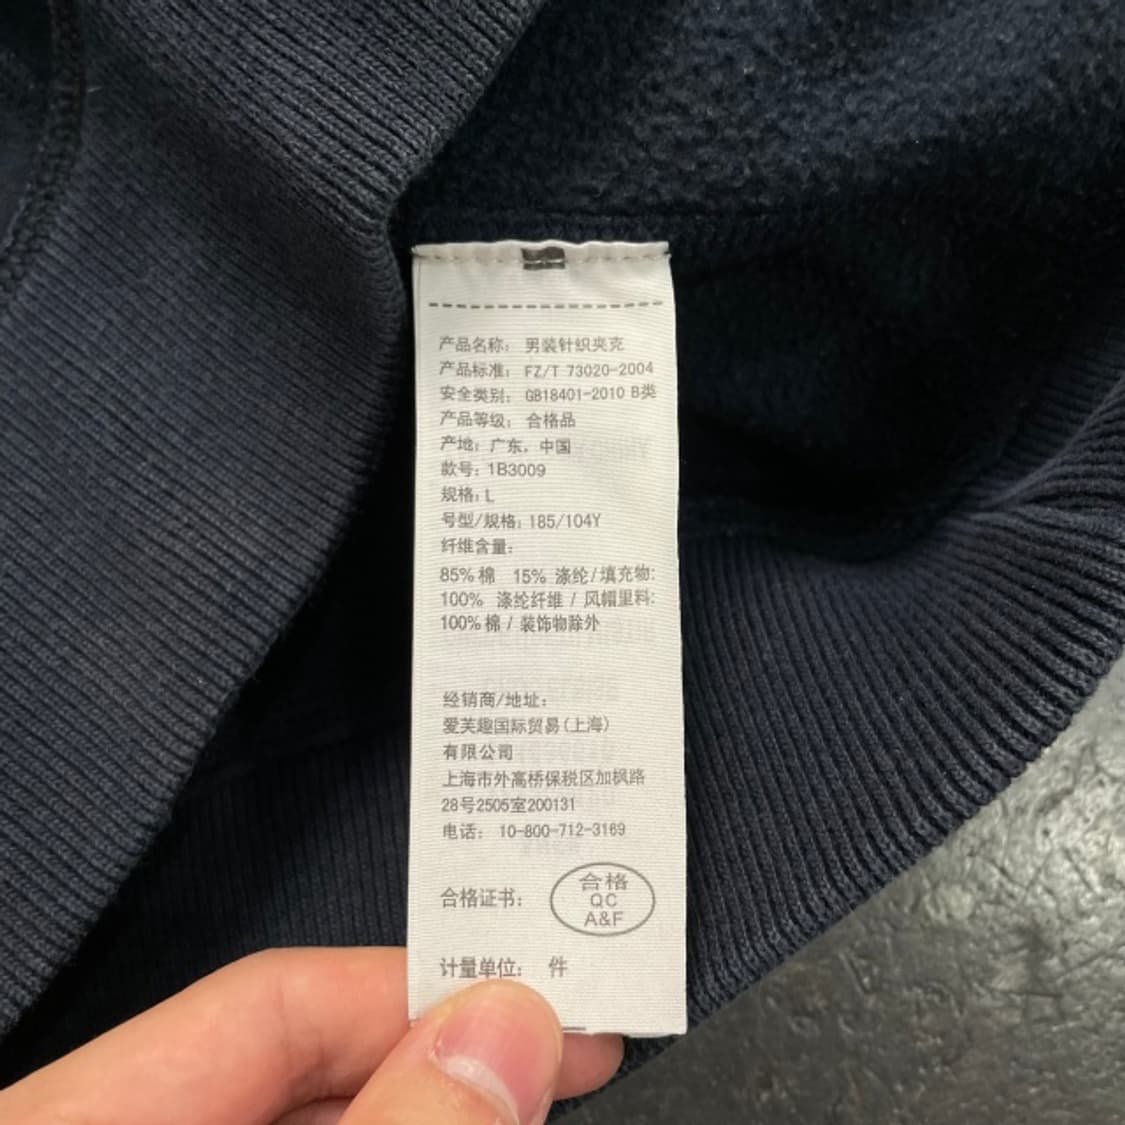 产品名称: 男装针织夹克
产品标准: FZ/T 73020-2004
安全类别: GB18401-2010 B类
产品等级: 合格品
产地: 广东, 中国
款号: 1B3009
规格: L
号型/规格: 185/104Y
纤维含量:
85% 棉 15% 涤纶/填充物:
100% 涤纶纤维 / 风帽里料:
100% 棉 / 装饰物除外
经销商/地址:
爱芙趣国际贸易(上海)
有限公司
上海市外高桥保税区加枫路
28号2505室200131
电话: 10-800-712-3169
合格证书:
合格
QC
A&F
计量单位: 件